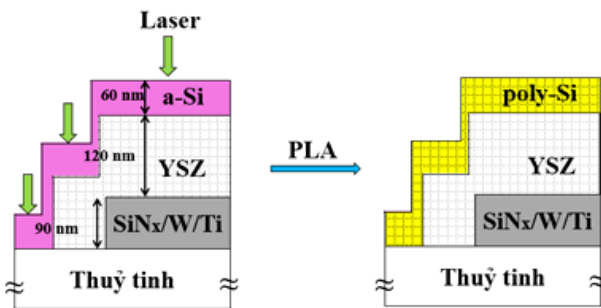 Laser
60 nm
a-Si
120 nm
YSZ
90 nm
SiNx/W/Ti
Thuỷ tinh
PLA
poly-Si
YSZ
SiNx/W/Ti
Thuỷ tinh